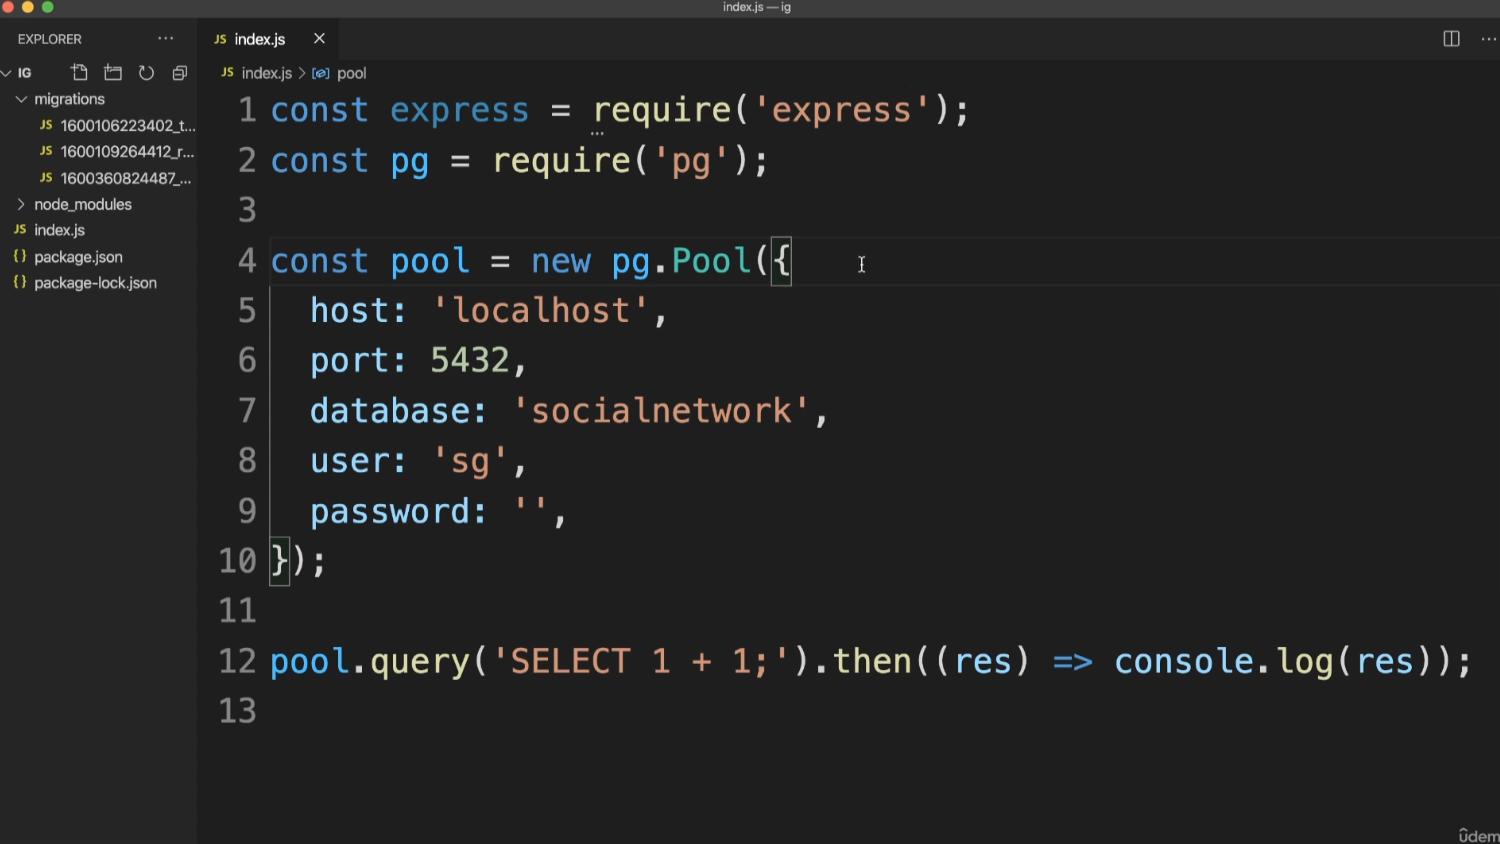 index.js — ig
EXPLORER ···
JS index.js ×
···
IG
JS index.js > pool
migrations
JS 1600106223402_t...
JS 1600109264412_r...
JS 1600360824487_...
> node_modules
JS index.js
{} package.json
{} package-lock.json
1 const express = require('express');
2 const pg = require('pg');
3
4 const pool = new pg.Pool({
5   host: 'localhost',
6   port: 5432,
7   database: 'socialnetwork',
8   user: 'sg',
9   password: '',
10 });
11
12 pool.query('SELECT 1 + 1;').then((res) => console.log(res));
13
ûdem